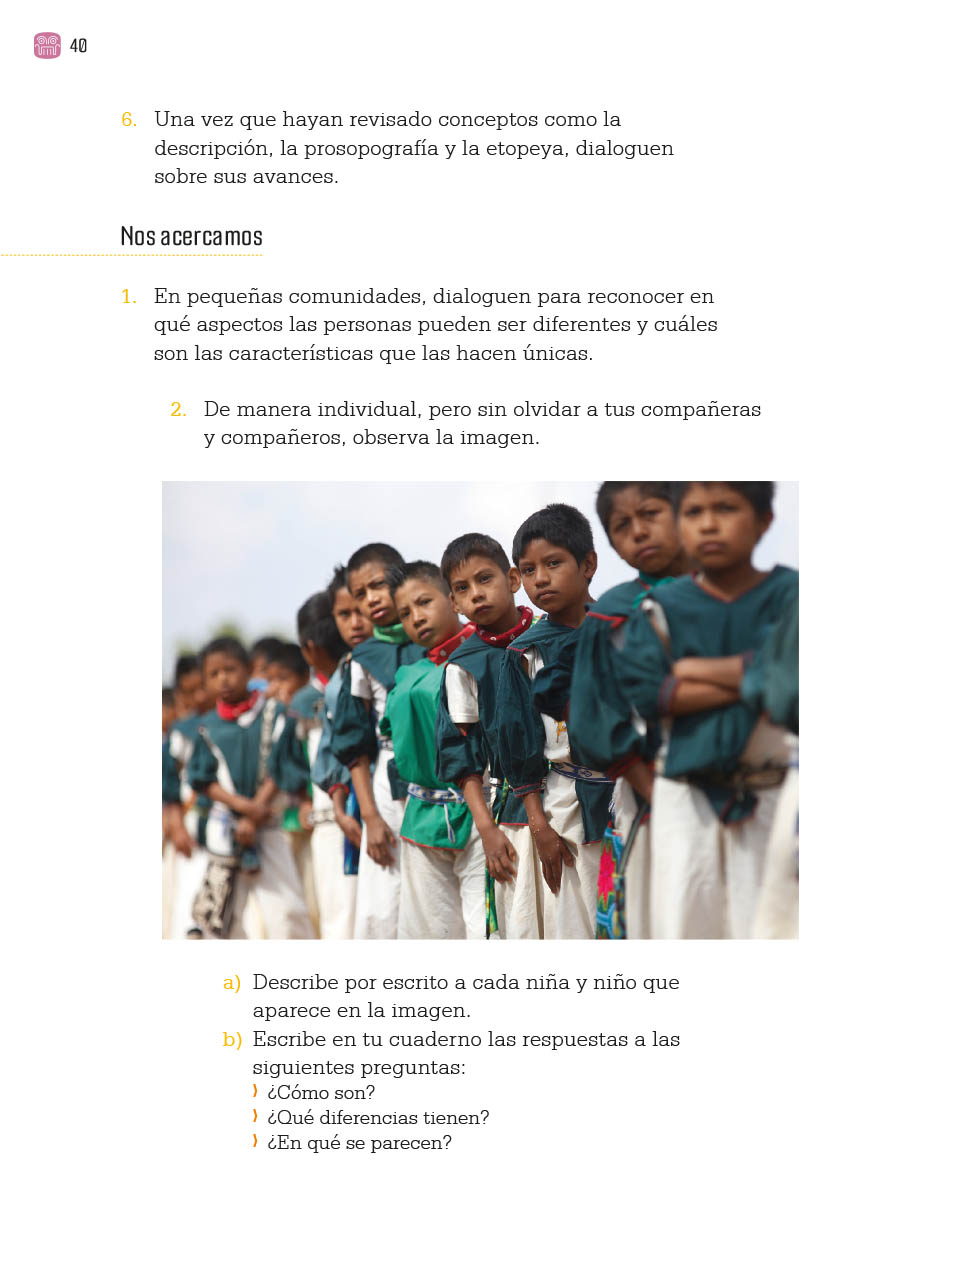 40
6. Una vez que hayan revisado conceptos como la
descripción, la prosopografía y la etopeya, dialoguen
sobre sus avances.
Nos acercamos
1. En pequeñas comunidades, dialoguen para reconocer en
qué aspectos las personas pueden ser diferentes y cuáles
son las características que las hacen únicas.
2. De manera individual, pero sin olvidar a tus compañeras
y compañeros, observa la imagen.
a) Describe por escrito a cada niña y niño que
aparece en la imagen.
b) Escribe en tu cuaderno las respuestas a las
siguientes preguntas:
⟩ ¿Cómo son?
⟩ ¿Qué diferencias tienen?
⟩ ¿En qué se parecen?